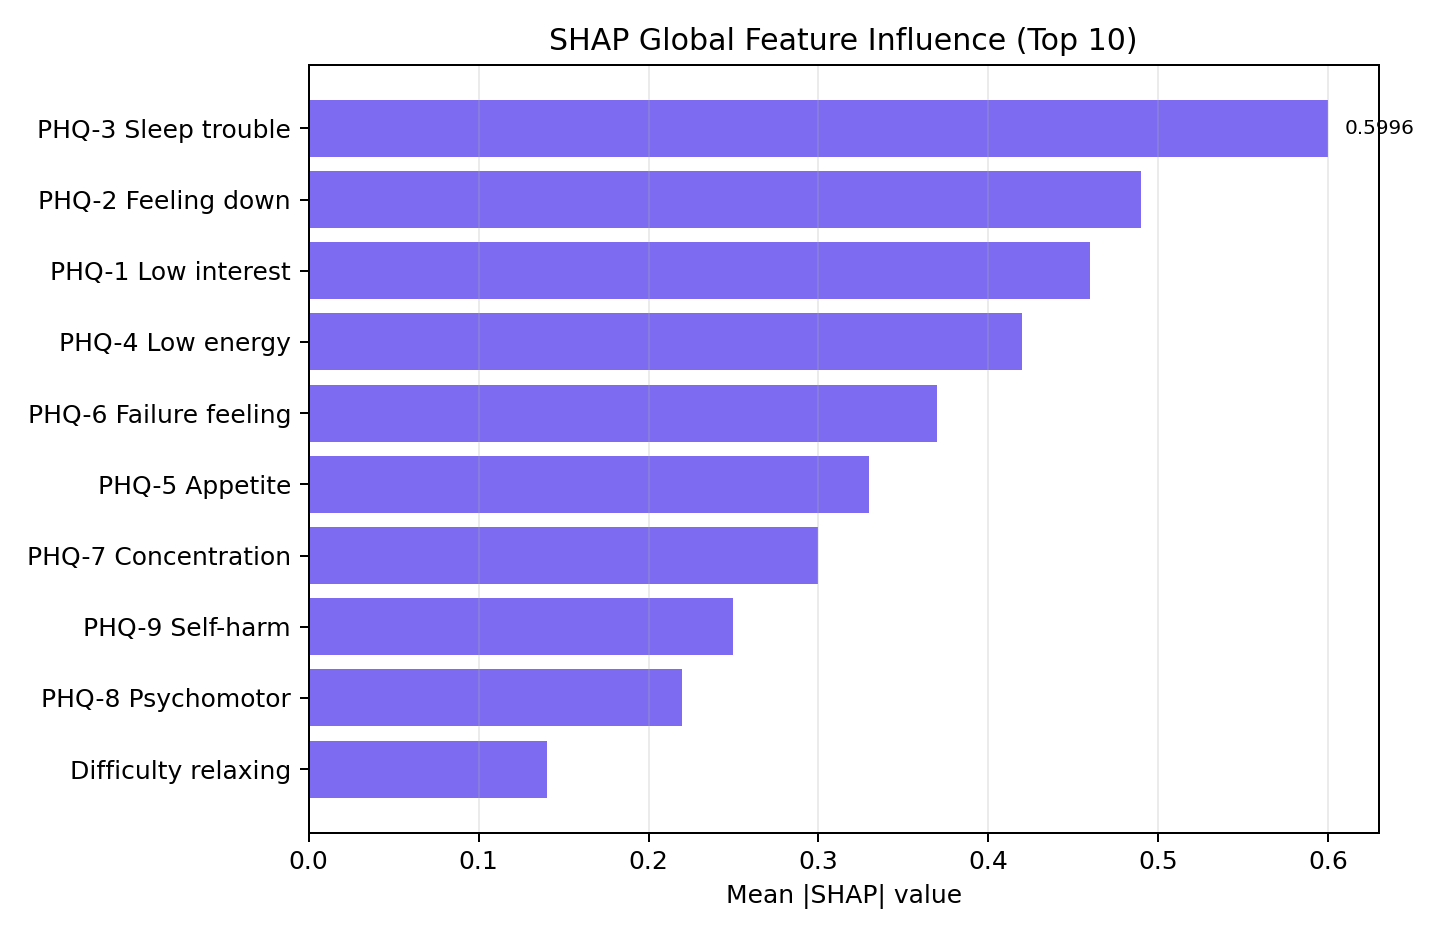 SHAP Global Feature Influence (Top 10)
PHQ-3 Sleep trouble
0.5996
PHQ-2 Feeling down
PHQ-1 Low interest
PHQ-4 Low energy
PHQ-6 Failure feeling
PHQ-5 Appetite
PHQ-7 Concentration
PHQ-9 Self-harm
PHQ-8 Psychomotor
Difficulty relaxing
0.0 0.1 0.2 0.3 0.4 0.5 0.6
Mean |SHAP| value